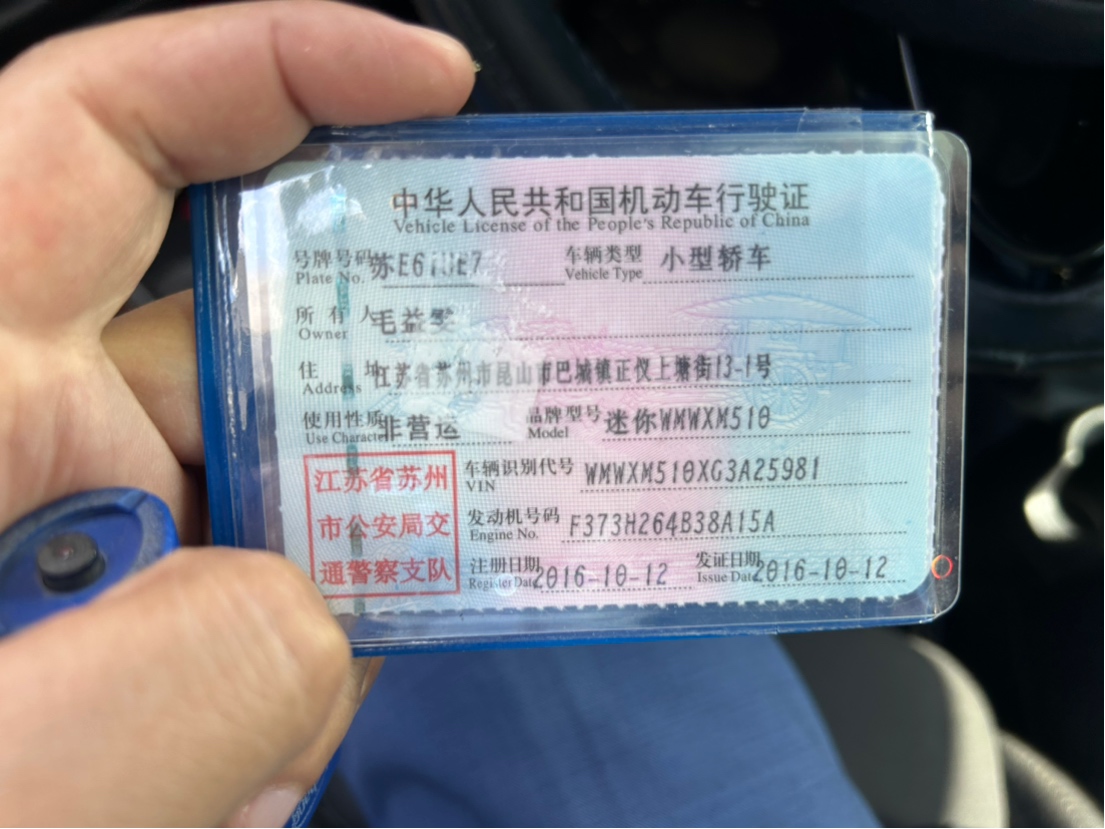 中华人民共和国机动车行驶证
Vehicle License of the People's Republic of China
号牌号码 苏E61UE7 车辆类型 小型轿车
Plate No. Vehicle Type
所有人 毛益
Owner
住址 江苏省苏州市昆山市巴城镇正仪上塘街13-1号
Address
使用性质 非营运 品牌型号 迷你WMWXM510
Use Character Model
江苏省苏州
市公安局交
通警察支队
车辆识别代号 WMWXM510XG3A25981
VIN
发动机号码 F373H264B38A15A
Engine No.
注册日期 2016-10-12 发证日期 2016-10-12
Register Date Issue Date